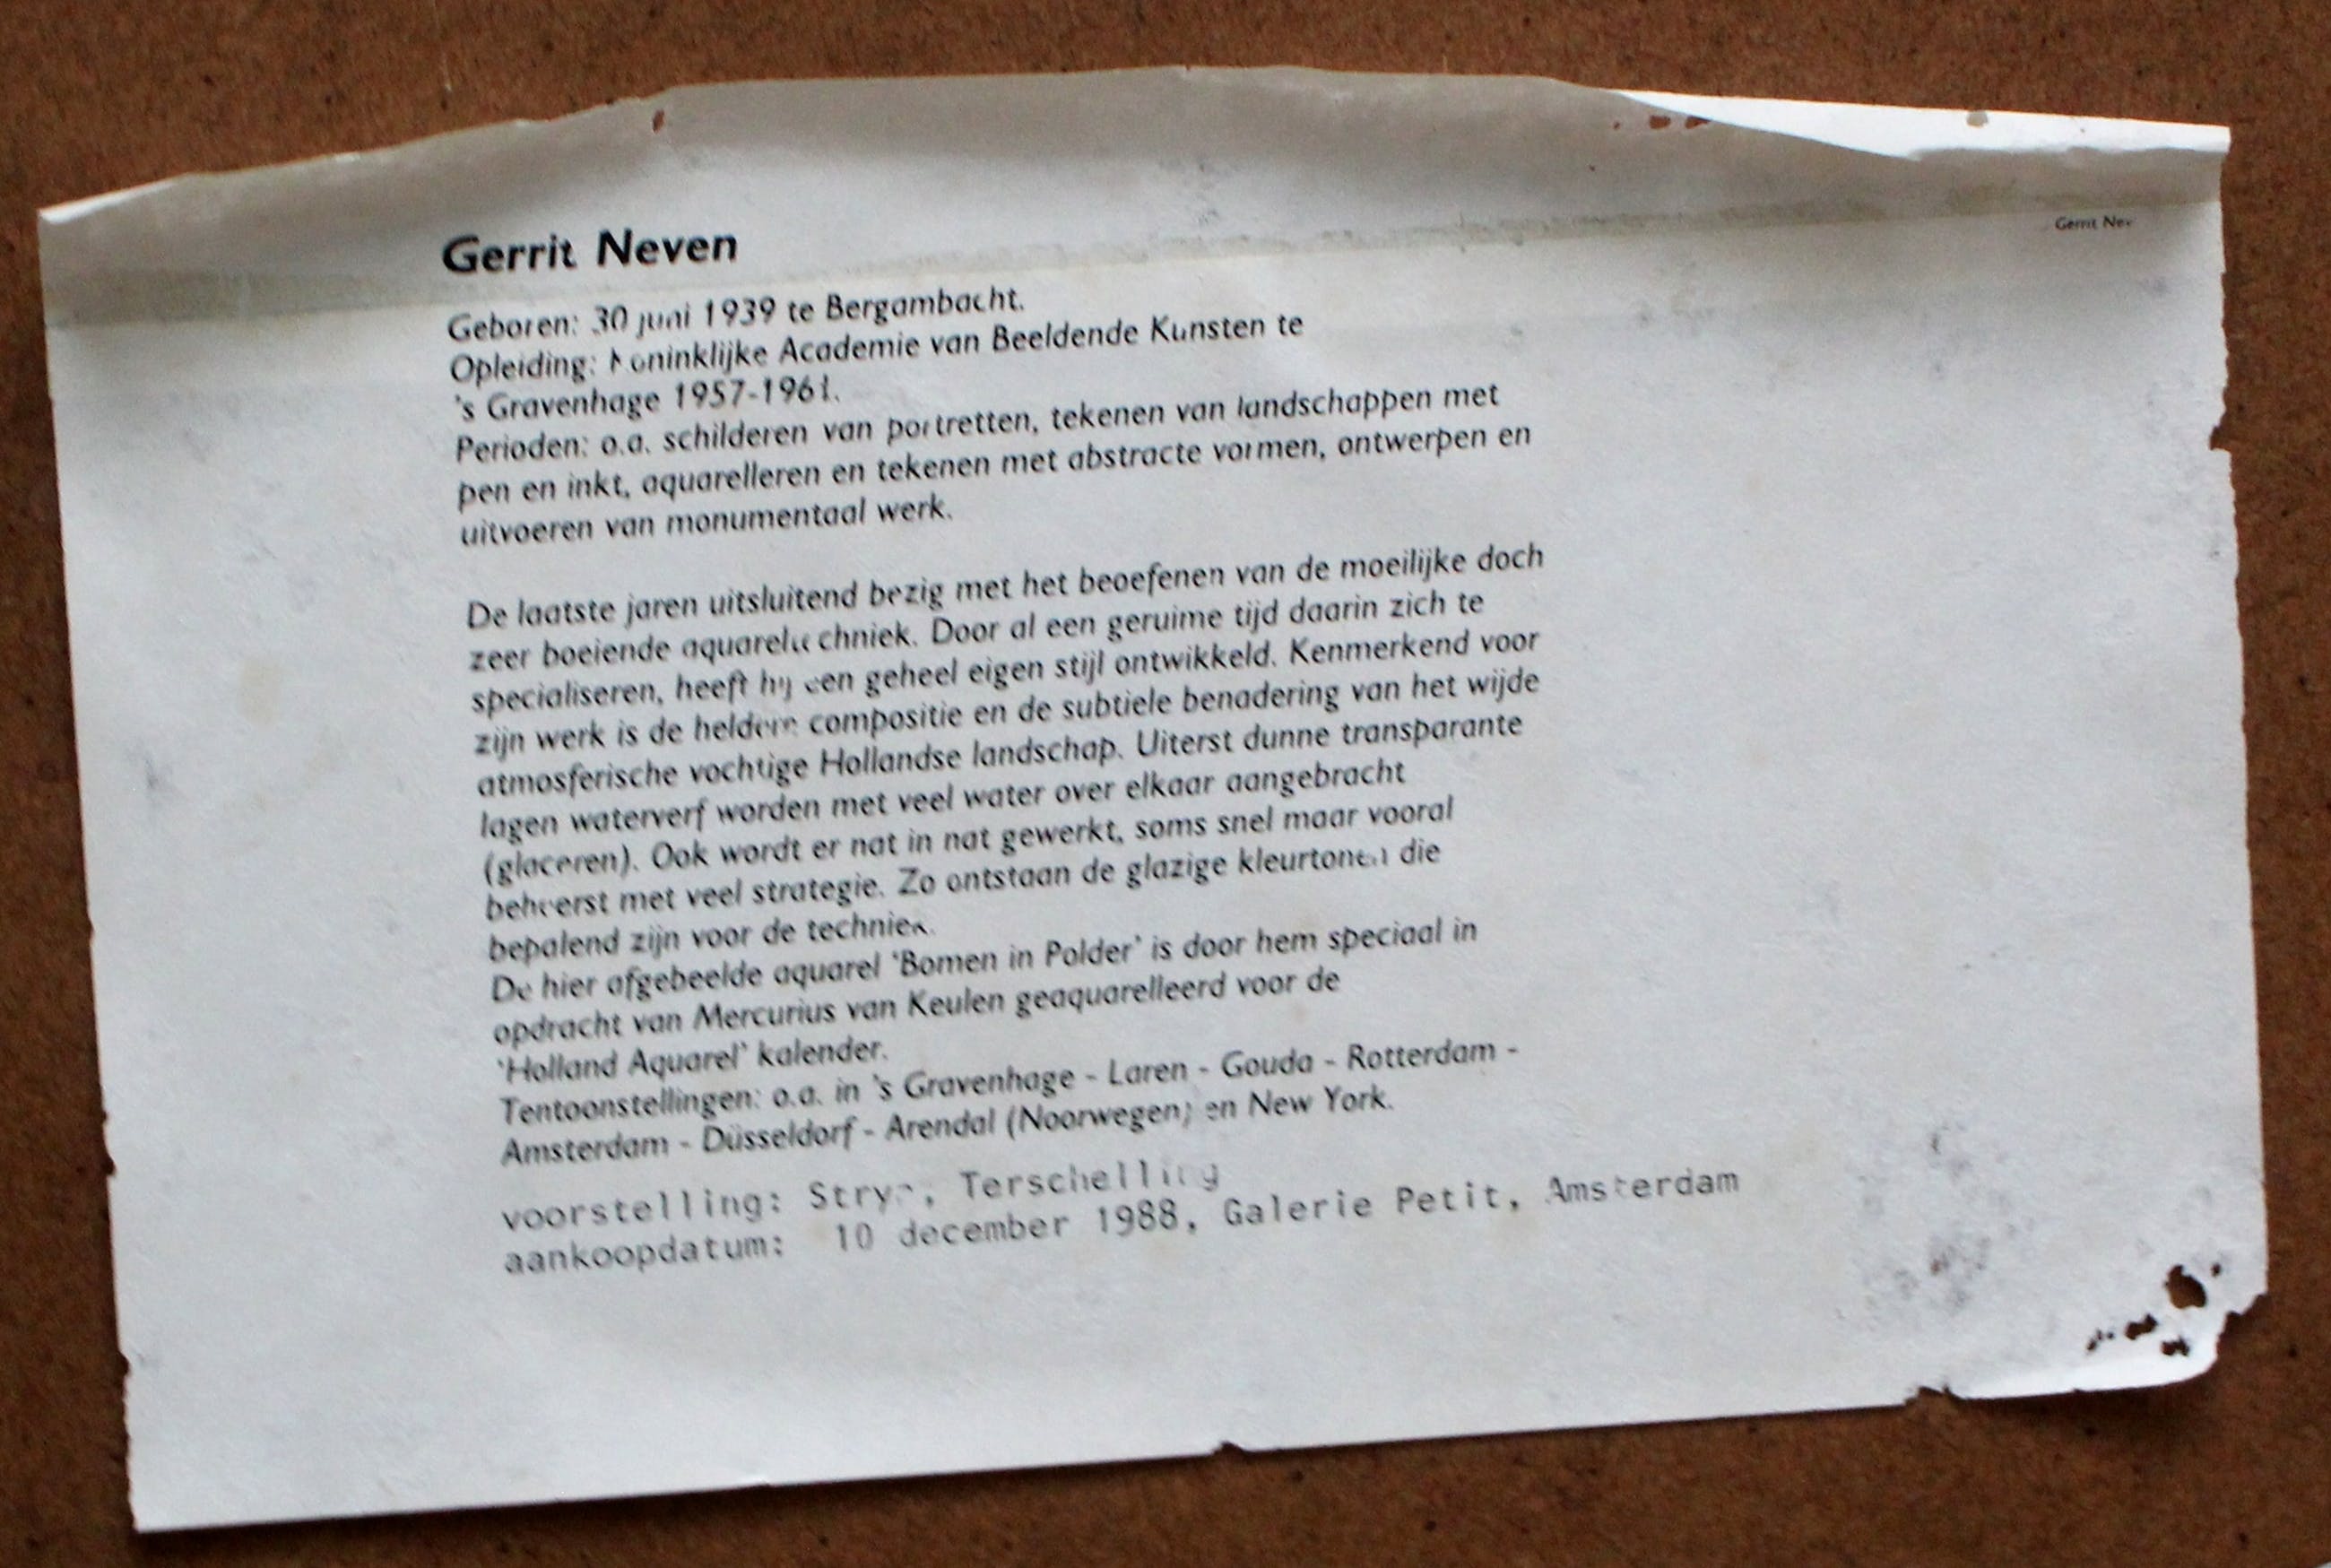 Gerrit Neven
Gerrit Nev
Geboren: 30 juni 1939 te Bergambacht.
Opleiding: Koninklijke Academie van Beeldende Kunsten te
's Gravenhage 1957-1961.
Perioden: o.a. schilderen van portretten, tekenen van landschappen met
pen en inkt, aquarelleren en tekenen met abstracte vormen, ontwerpen en
uitvoeren van monumentaal werk.
De laatste jaren uitsluitend bezig met het beoefenen van de moeilijke doch
zeer boeiende aquareltechniek. Door al een geruime tijd daarin zich te
specialiseren, heeft hij een geheel eigen stijl ontwikkeld. Kenmerkend voor
zijn werk is de heldere compositie en de subtiele benadering van het wijde
atmosferische vochtige Hollandse landschap. Uiterst dunne transparante
lagen waterverf worden met veel water over elkaar aangebracht
(glaceren). Ook wordt er nat in nat gewerkt, soms snel maar vooral
beheerst met veel strategie. Zo ontstaan de glazige kleurtonen die
bepalend zijn voor de techniek.
De hier afgebeelde aquarel 'Bomen in Polder' is door hem speciaal in
opdracht van Mercurius van Keulen geaquarelleerd voor de
'Holland Aquarel' kalender.
Tentoonstellingen: o.a. in 's Gravenhage - Laren - Gouda - Rotterdam -
Amsterdam - Düsseldorf - Arendal (Noorwegen) en New York.
voorstelling: Terschelling
aankoopdatum: 10 december 1988, Galerie Petit, Amsterdam